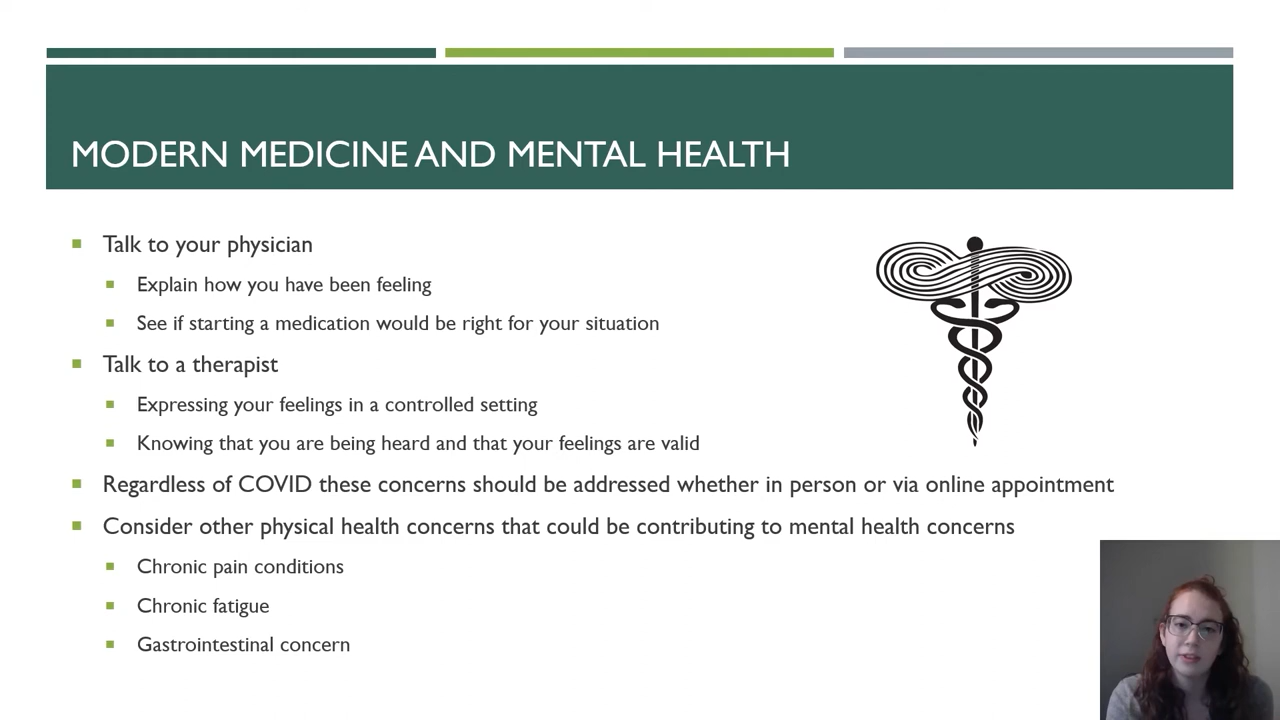 MODERN MEDICINE AND MENTAL HEALTH
Talk to your physician
Explain how you have been feeling
See if starting a medication would be right for your situation
Talk to a therapist
Expressing your feelings in a controlled setting
Knowing that you are being heard and that your feelings are valid
Regardless of COVID these concerns should be addressed whether in person or via online appointment
Consider other physical health concerns that could be contributing to mental health concerns
Chronic pain conditions
Chronic fatigue
Gastrointestinal concern